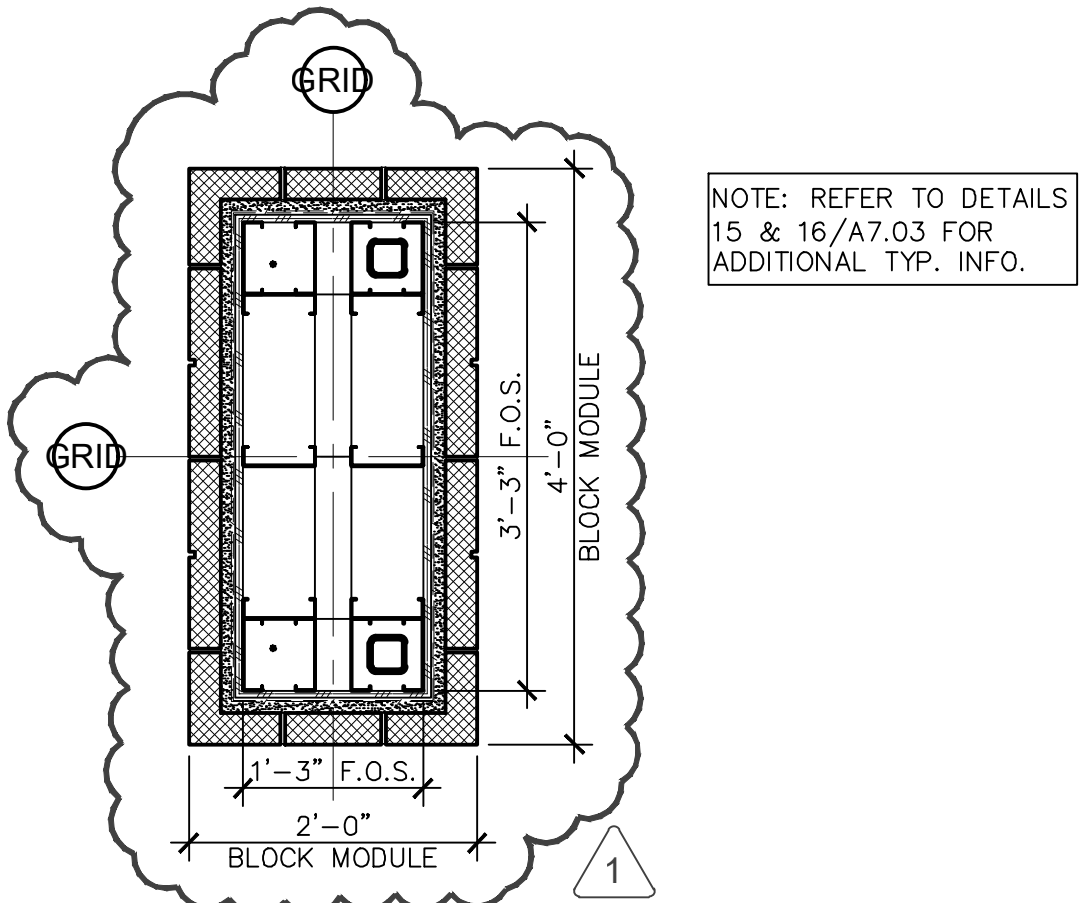 GRID
NOTE: REFER TO DETAILS
15 & 16/A7.03 FOR
ADDITIONAL TYP. INFO.
GRID
3'-3" F.O.S.
4'-0"
BLOCK MODULE
1'-3" F.O.S.
2'-0"
BLOCK MODULE
1